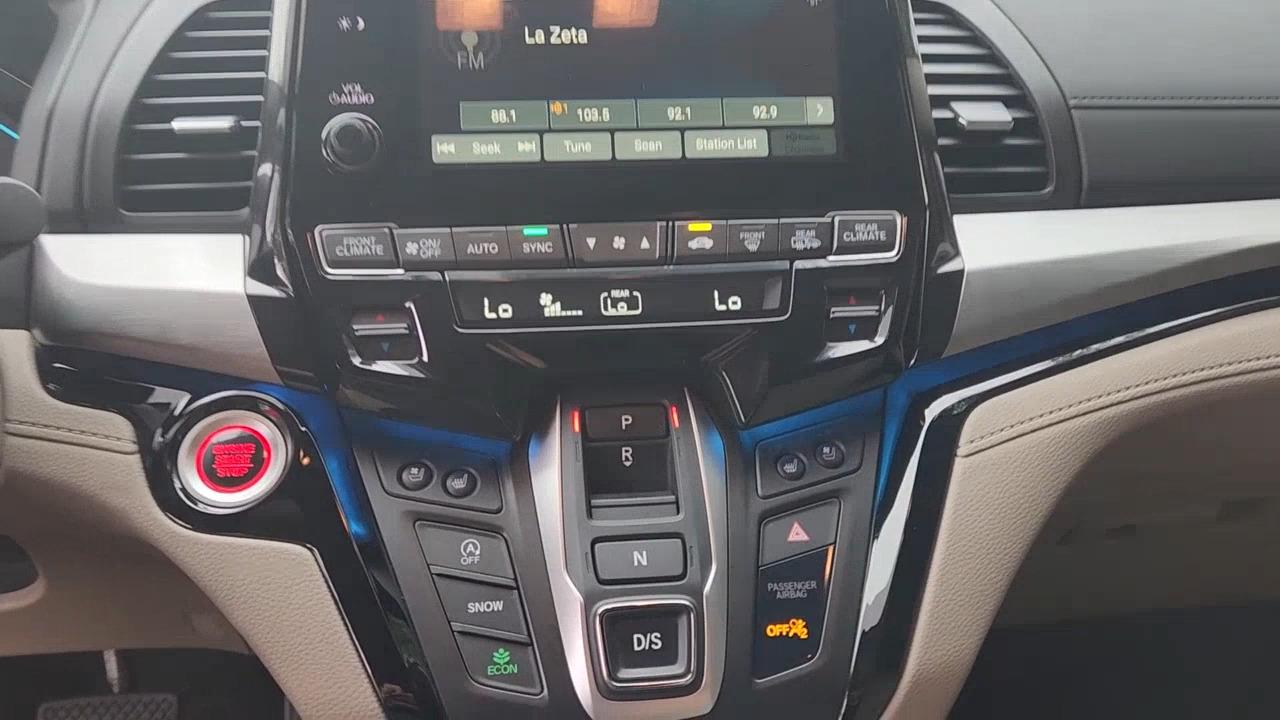 La Zeta
FM
VOL
AUDIO
88.1
1 103.5
92.1
92.9
Seek
Tune
Scan
Station List
FRONT CLIMATE
ON/OFF
AUTO
SYNC
FRONT
REAR
REAR CLIMATE
Lo
REAR
Lo
Lo
ENGINE
START
STOP
P
R
N
D/S
A
OFF
SNOW
ECON
PASSENGER
AIRBAG
OFF 2